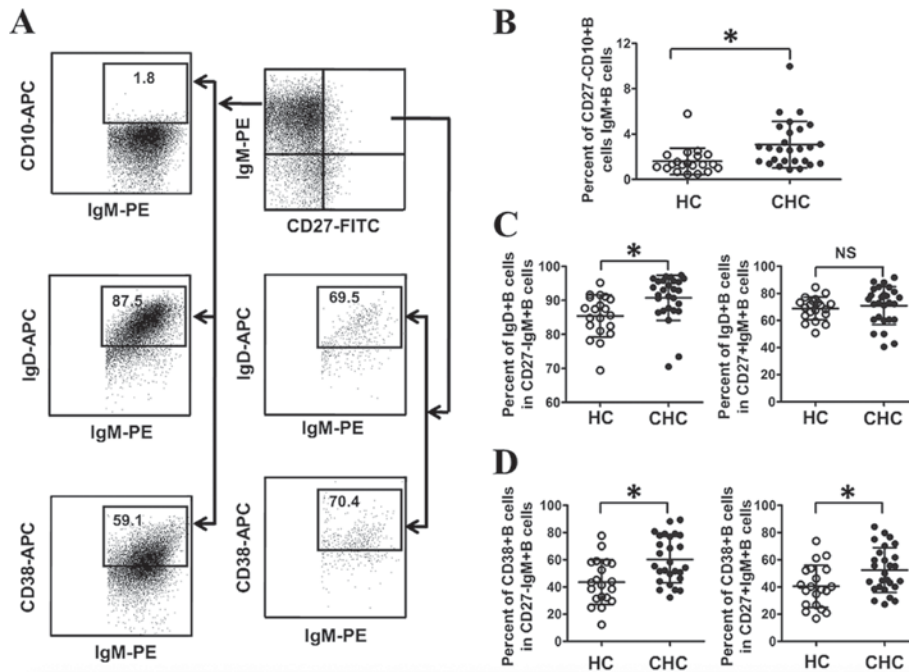 A
CD10-APC
1.8
IgM-PE
IgM-PE
CD27-FITC
IgD-APC
87.5
IgM-PE
IgD-APC
69.5
IgM-PE
CD38-APC
59.1
IgM-PE
CD38-APC
70.4
IgM-PE
B
Percent of CD27-CD10+B
cells IgM+B cells
12
8
4
0
*
HC
CHC
C
Percent of IgD+B cells
in CD27-IgM+B cells
100
90
80
70
60
*
HC
CHC
Percent of IgD+B cells
in CD27+IgM+B cells
100
80
60
40
20
0
NS
HC
CHC
D
Percent of CD38+B cells
in CD27-IgM+B cells
100
80
60
40
20
0
*
HC
CHC
Percent of CD38+B cells
in CD27+IgM+B cells
100
80
60
40
20
0
*
HC
CHC